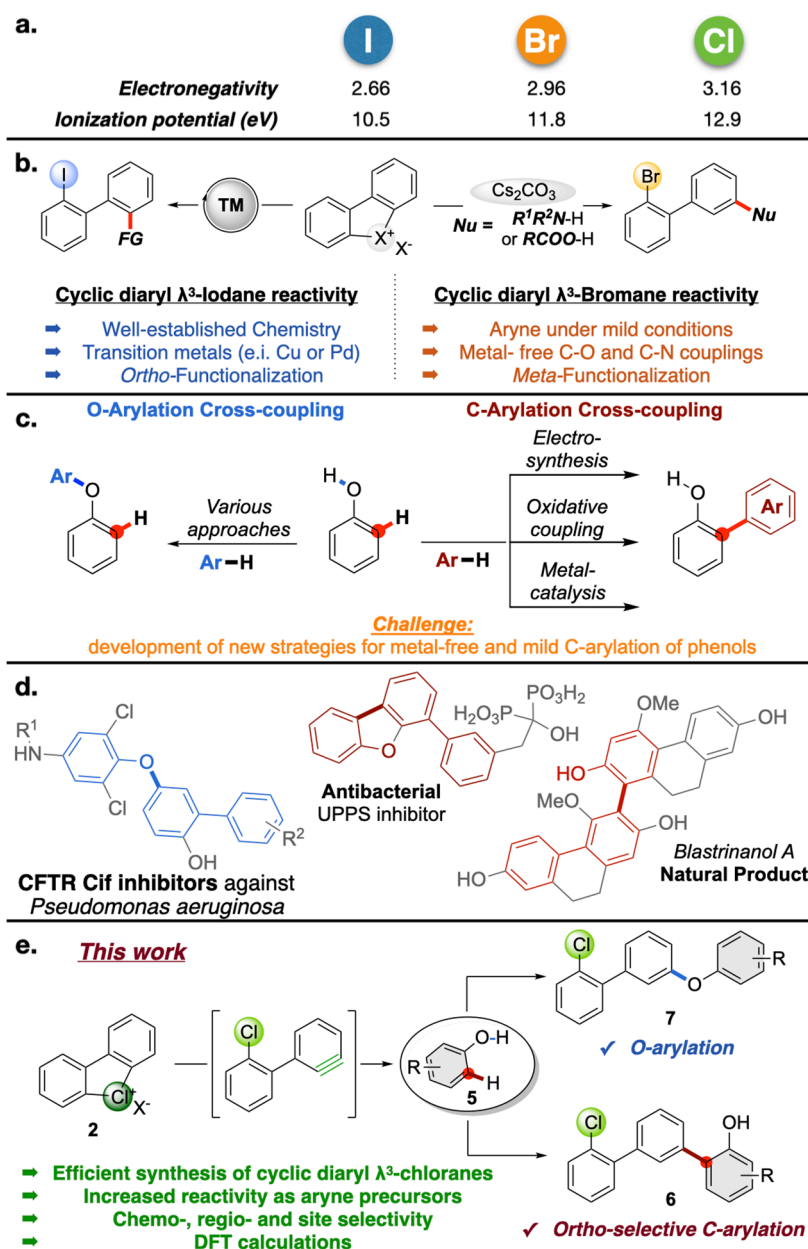 a.
I Br Cl
Electronegativity 2.66 2.96 3.16
Ionization potential (eV) 10.5 11.8 12.9
b.
I
FG
TM
X⁺
X⁻
Cs₂CO₃
Nu = R¹R²N-H
or RCOO-H
Br
Nu
Cyclic diaryl λ³-Iodane reactivity
Well-established Chemistry
Transition metals (e.i. Cu or Pd)
Ortho-Functionalization
Cyclic diaryl λ³-Bromane reactivity
Aryne under mild conditions
Metal- free C-O and C-N couplings
Meta-Functionalization
O-Arylation Cross-coupling
C-Arylation Cross-coupling
c.
Ar
O
H
Various
approaches
Ar–H
H
O
H
Ar–H
Electro-
synthesis
Oxidative
coupling
Metal-
catalysis
H
O
Ar
Challenge:
development of new strategies for metal-free and mild C-arylation of phenols
d.
R¹
HN
Cl
Cl
O
OH
R²
CFTR Cif inhibitors against
Pseudomonas aeruginosa
O
PO₃H₂
H₂O₃P
OH
Antibacterial
UPPS inhibitor
OMe
OH
HO
MeO
OH
HO
Blastrinanol A
Natural Product
e.
This work
Cl⁺
X⁻
2
Cl
O-H
R
H
5
Cl
O
R
7
✓ O-arylation
Cl
OH
R
6
✓ Ortho-selective C-arylation
Efficient synthesis of cyclic diaryl λ³-chloranes
Increased reactivity as aryne precursors
Chemo-, regio- and site selectivity
DFT calculations